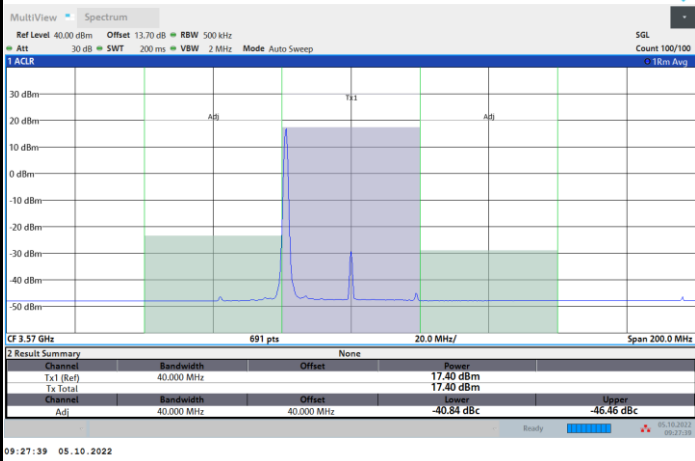 MultiView Spectrum
Ref Level 40.00 dBm Offset 13.70 dB RBW 500 kHz SGL
Att 30 dB SWT 200 ms VBW 2 MHz Mode Auto Sweep Count 100/100
1 ACLR 1Rm Avg
30 dBm
Tx1
20 dBm
Adj Adj
10 dBm
0 dBm
-10 dBm
-20 dBm
-30 dBm
-40 dBm
-50 dBm
CF 3.57 GHz 691 pts 20.0 MHz/ Span 200.0 MHz
2 Result Summary None
Channel Bandwidth Offset Power
Tx1 (Ref) 40.000 MHz 17.40 dBm
Tx Total 17.40 dBm
Channel Bandwidth Offset Lower Upper
Adj 40.000 MHz 40.000 MHz -40.84 dBc -46.46 dBc
Ready 05.10.2022
09:27:39
09:27:39 05.10.2022